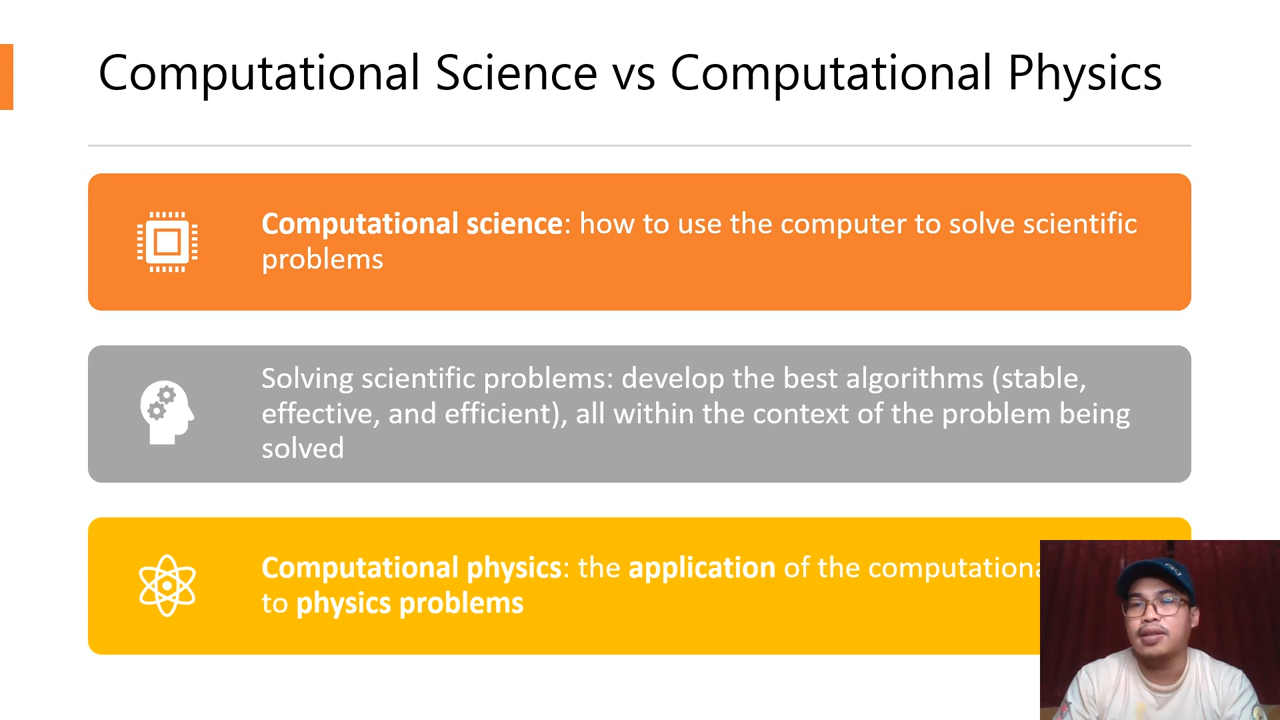 Computational Science vs Computational Physics
Computational science: how to use the computer to solve scientific
problems
Solving scientific problems: develop the best algorithms (stable,
effective, and efficient), all within the context of the problem being
solved
Computational physics: the application of the
to physics problems